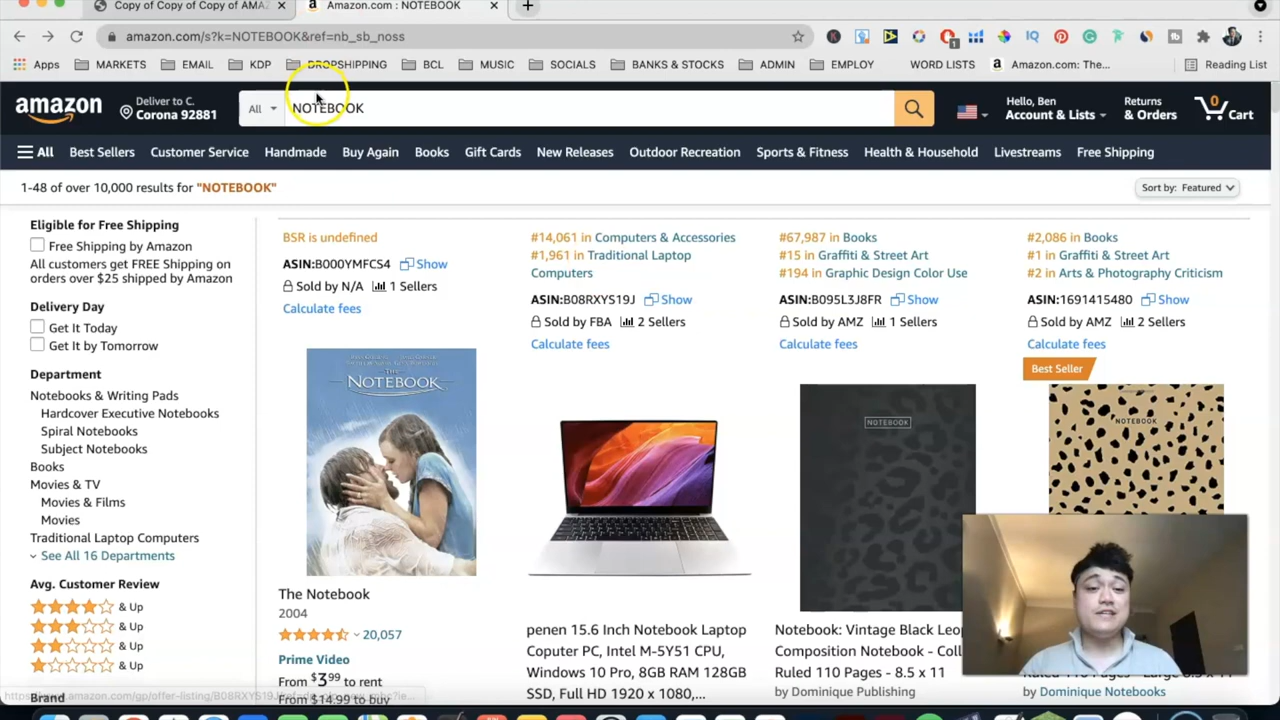 Copy of Copy of Copy of AMAZ
Amazon.com : NOTEBOOK
amazon.com/s?k=NOTEBOOK&ref=nb_sb_noss
Apps MARKETS EMAIL KDP DROPSHIPPING BCL MUSIC SOCIALS BANKS & STOCKS ADMIN EMPLOY WORD LISTS Amazon.com: The... Reading List
amazon
Deliver to C.
Corona 92881
All NOTEBOOK
Hello, Ben
Account & Lists
Returns
& Orders
0
Cart
All Best Sellers Customer Service Handmade Buy Again Books Gift Cards New Releases Outdoor Recreation Sports & Fitness Health & Household Livestreams Free Shipping
1-48 of over 10,000 results for "NOTEBOOK"
Sort by: Featured
Eligible for Free Shipping
Free Shipping by Amazon
All customers get FREE Shipping on
orders over $25 shipped by Amazon
Delivery Day
Get It Today
Get It by Tomorrow
Department
Notebooks & Writing Pads
Hardcover Executive Notebooks
Spiral Notebooks
Subject Notebooks
Books
Movies & TV
Movies & Films
Movies
Traditional Laptop Computers
See All 16 Departments
Avg. Customer Review
& Up
& Up
& Up
& Up
Brand
BSR is undefined
ASIN:B000YMFCS4 Show
Sold by N/A 1 Sellers
Calculate fees
THE
NOTEBOOK
The Notebook
2004
20,057
Prime Video
From $3.99 to rent
From $14.99 to buy
#14,061 in Computers & Accessories
#1,961 in Traditional Laptop
Computers
ASIN:B08RXYS19J Show
Sold by FBA 2 Sellers
Calculate fees
penen 15.6 Inch Notebook Laptop
Computer PC, Intel M-5Y51 CPU,
Windows 10 Pro, 8GB RAM 128GB
SSD, Full HD 1920 x 1080,...
#67,987 in Books
#15 in Graffiti & Street Art
#194 in Graphic Design Color Use
ASIN:B095L3J8FR Show
Sold by AMZ 1 Sellers
Calculate fees
NOTEBOOK
Notebook: Vintage Black Leop
Composition Notebook - Coll
Ruled 110 Pages - 8.5 x 11
by Dominique Publishing
#2,086 in Books
#1 in Graffiti & Street Art
#2 in Arts & Photography Criticism
ASIN:1691415480 Show
Sold by AMZ 2 Sellers
Calculate fees
Best Seller
NOTEBOOK
by Dominique Notebooks